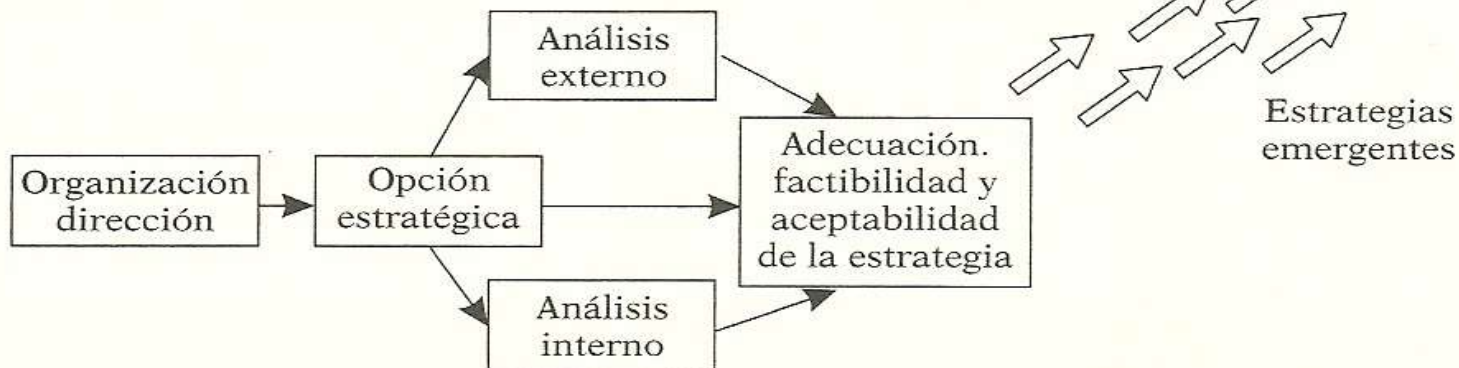 Análisis
externo
Estrategias
emergentes
Organización
dirección
Opción
estratégica
Adecuación.
factibilidad y
aceptabilidad
de la estrategia
Análisis
interno